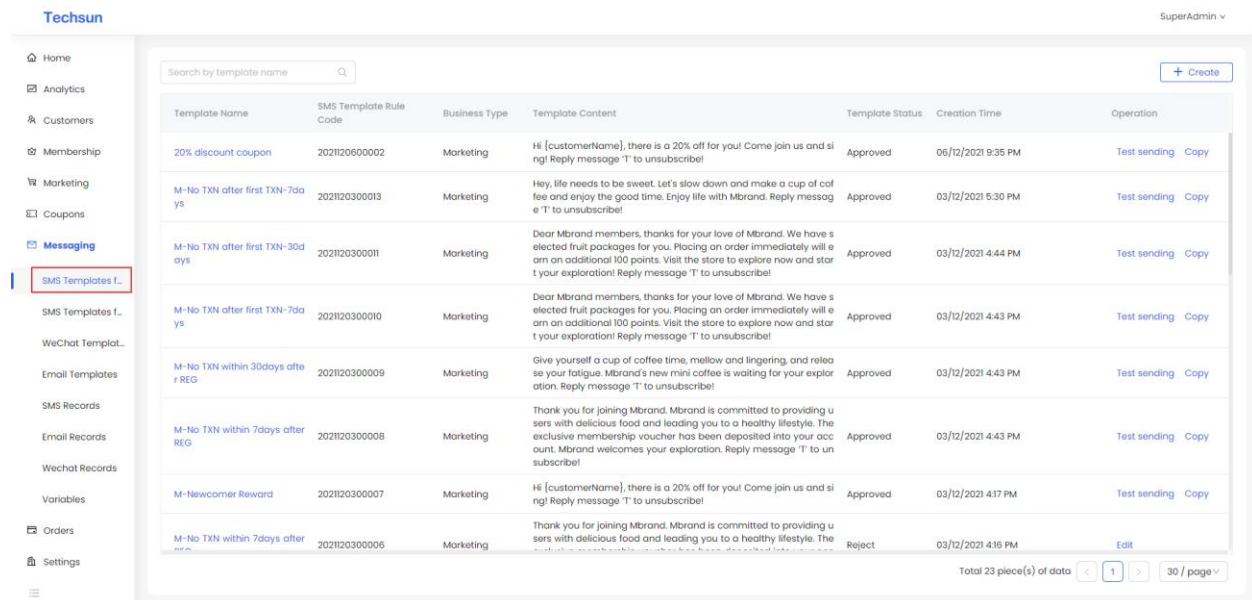 Techsun
SuperAdmin
Home
Analytics
Customers
Membership
Marketing
Coupons
Messaging
SMS Templates f...
SMS Templates f...
WeChat Templat...
Email Templates
SMS Records
Email Records
Wechat Records
Variables
Orders
Settings
Search by template name
+ Create
Template Name
SMS Template Rule
Code
Business Type
Template Content
Template Status
Creation Time
Operation
20% discount coupon
2021120600002
Marketing
Hi {customerName}, there is a 20% off for you! Come join us and si
ng! Reply message 'T' to unsubscribe!
Approved
06/12/2021 9:35 PM
Test sending Copy
M-No TXN after first TXN-7da
ys
2021120300013
Marketing
Hey, life needs to be sweet. Let's slow down and make a cup of cof
fee and enjoy the good time. Enjoy life with Mbrand. Reply messag
e 'T' to unsubscribe!
Approved
03/12/2021 5:30 PM
Test sending Copy
M-No TXN after first TXN-30d
ays
2021120300011
Marketing
Dear Mbrand members, thanks for your love of Mbrand. We have s
elected fruit packages for you. Placing an order immediately will e
arn an additional 100 points. Visit the store to explore now and star
t your exploration! Reply message 'T' to unsubscribe!
Approved
03/12/2021 4:44 PM
Test sending Copy
M-No TXN after first TXN-7da
ys
2021120300010
Marketing
Dear Mbrand members, thanks for your love of Mbrand. We have s
elected fruit packages for you. Placing an order immediately will e
arn an additional 100 points. Visit the store to explore now and star
t your exploration! Reply message 'T' to unsubscribe!
Approved
03/12/2021 4:43 PM
Test sending Copy
M-No TXN within 30days afte
r REG
2021120300009
Marketing
Give yourself a cup of coffee time, mellow and lingering, and relea
se your fatigue. Mbrand's new mini coffee is waiting for your explor
ation. Reply message 'T' to unsubscribe!
Approved
03/12/2021 4:43 PM
Test sending Copy
M-No TXN within 7days after
REG
2021120300008
Marketing
Thank you for joining Mbrand. Mbrand is committed to providing u
sers with delicious food and leading you to a healthy lifestyle. The
exclusive membership voucher has been deposited into your acc
ount. Mbrand welcomes your exploration. Reply message 'T' to un
subscribe!
Approved
03/12/2021 4:43 PM
Test sending Copy
M-Newcomer Reward
2021120300007
Marketing
Hi {customerName}, there is a 20% off for you! Come join us and si
ng! Reply message 'T' to unsubscribe!
Approved
03/12/2021 4:17 PM
Test sending Copy
M-No TXN within 7days after
2021120300006
Marketing
Thank you for joining Mbrand. Mbrand is committed to providing u
sers with delicious food and leading you to a healthy lifestyle. The
Reject
03/12/2021 4:16 PM
Edit
Total 23 piece(s) of data < 1 > 30 / page